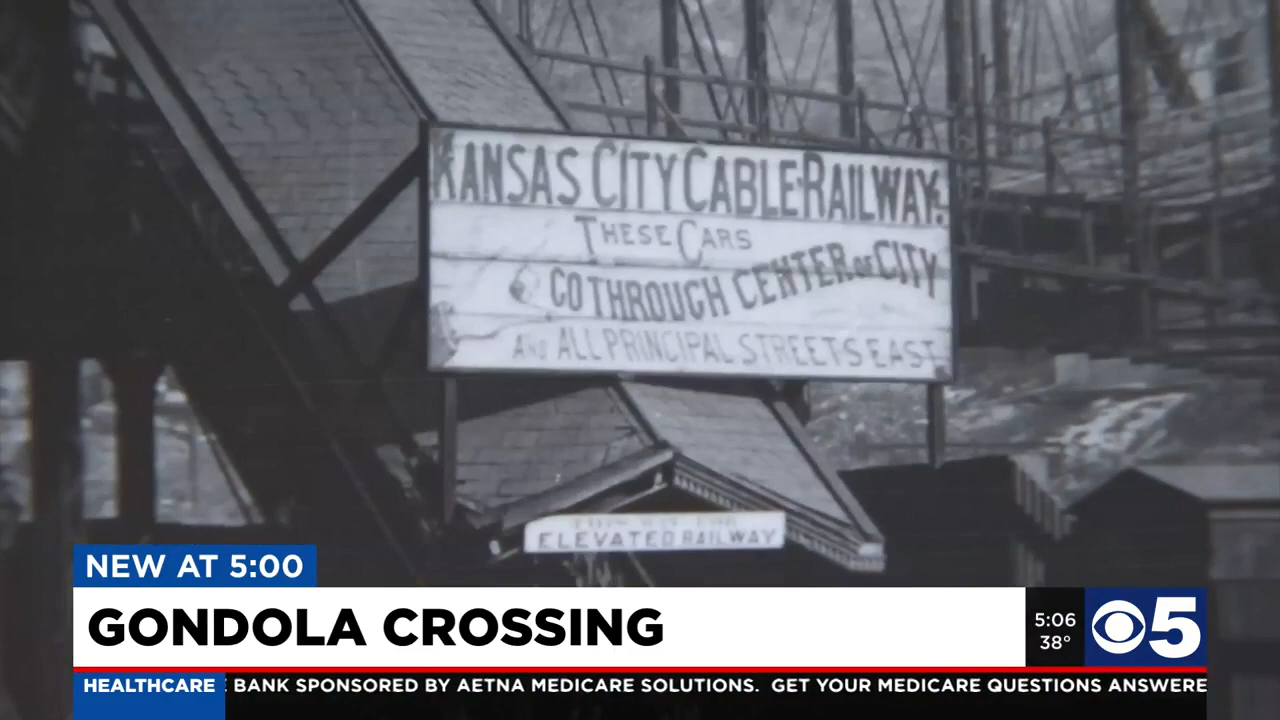 KANSAS CITY CABLE RAILWAY.
THESE CARS
GO THROUGH CENTER OF CITY
AND ALL PRINCIPAL STREETS EAST
ELEVATED RAILWAY
NEW AT 5:00
GONDOLA CROSSING
5:06
38°
5
HEALTHCARE
BANK SPONSORED BY AETNA MEDICARE SOLUTIONS. GET YOUR MEDICARE QUESTIONS ANSWERE